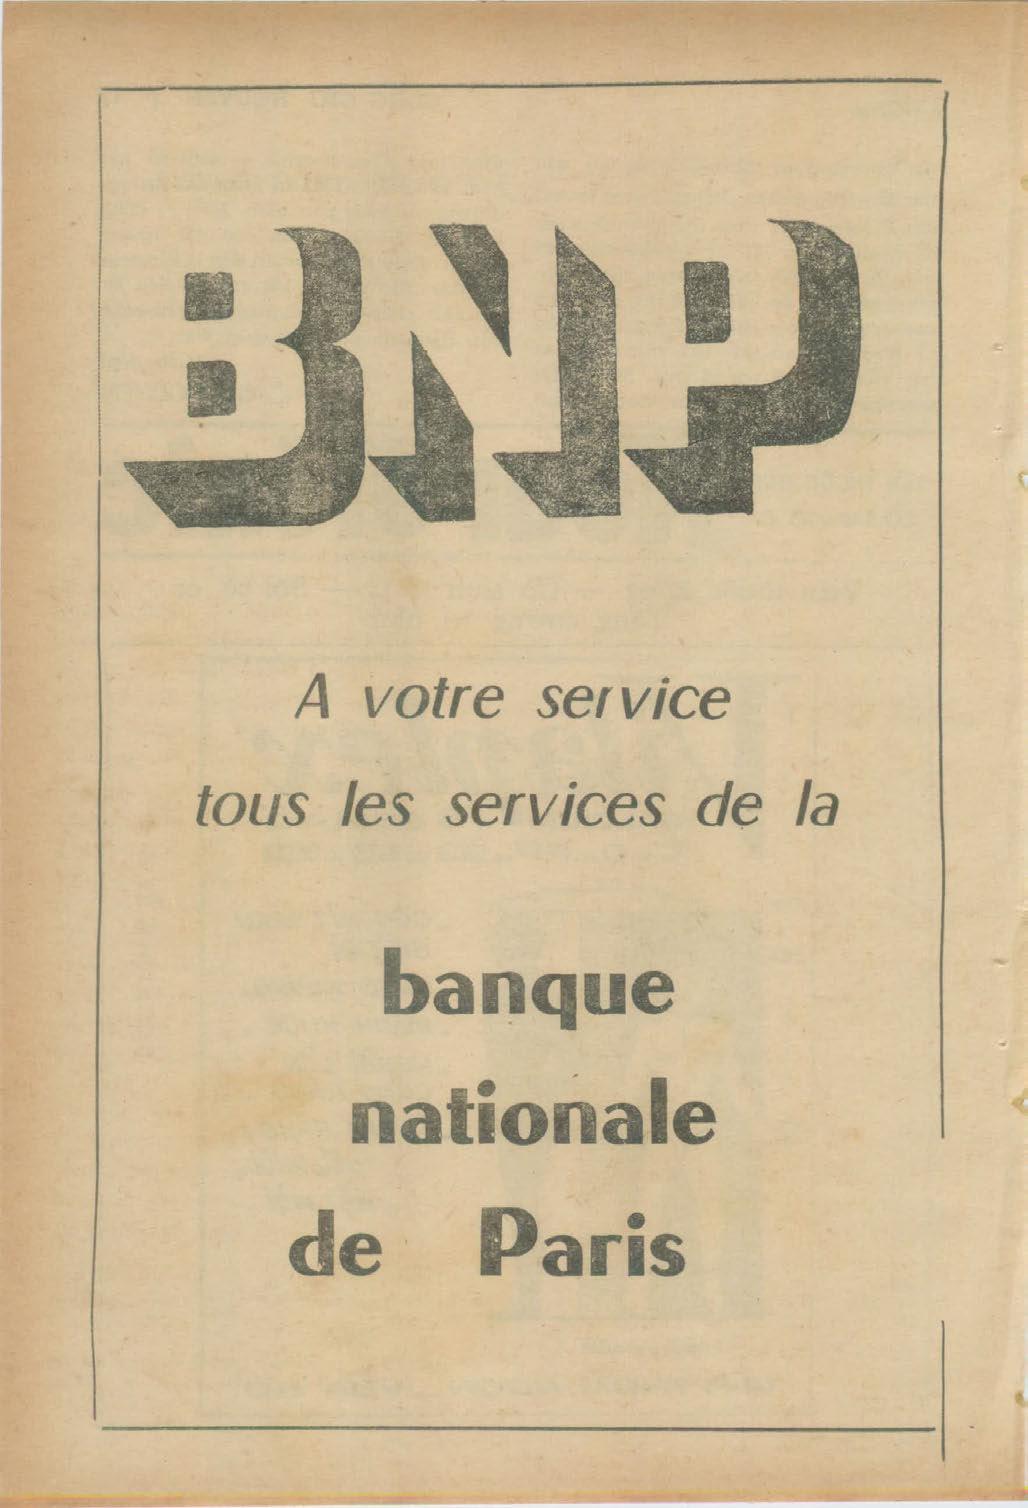 BNP
A votre service
tous les services de la
banque
nationale
de Paris